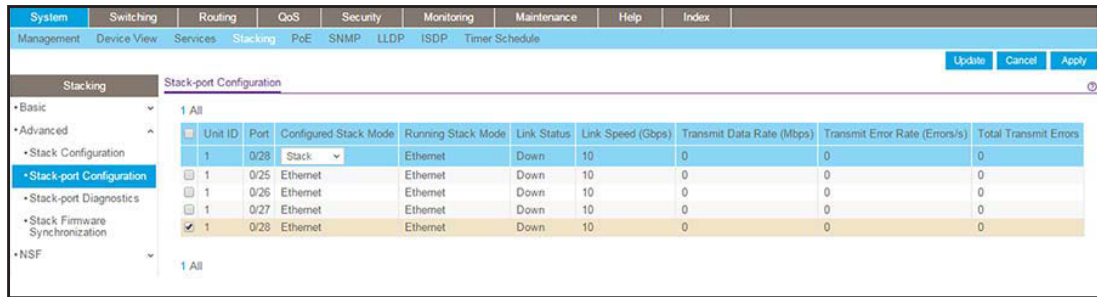 System Switching Routing QoS Security Monitoring Maintenance Help Index
Management Device View Services Stacking PoE SNMP LLDP ISDP Timer Schedule
Update Cancel Apply
Stacking
•Basic
•Advanced
•Stack Configuration
•Stack-port Configuration
•Stack-port Diagnostics
•Stack Firmware
Synchronization
•NSF
Stack-port Configuration
1 All
Unit ID Port Configured Stack Mode Running Stack Mode Link Status Link Speed (Gbps) Transmit Data Rate (Mbps) Transmit Error Rate (Errors/s) Total Transmit Errors
1 0/28 Stack Ethernet Down 10 0 0 0
1 0/25 Ethernet Ethernet Down 10 0 0 0
1 0/26 Ethernet Ethernet Down 10 0 0 0
1 0/27 Ethernet Ethernet Down 10 0 0 0
1 0/28 Ethernet Ethernet Down 10 0 0 0
1 All